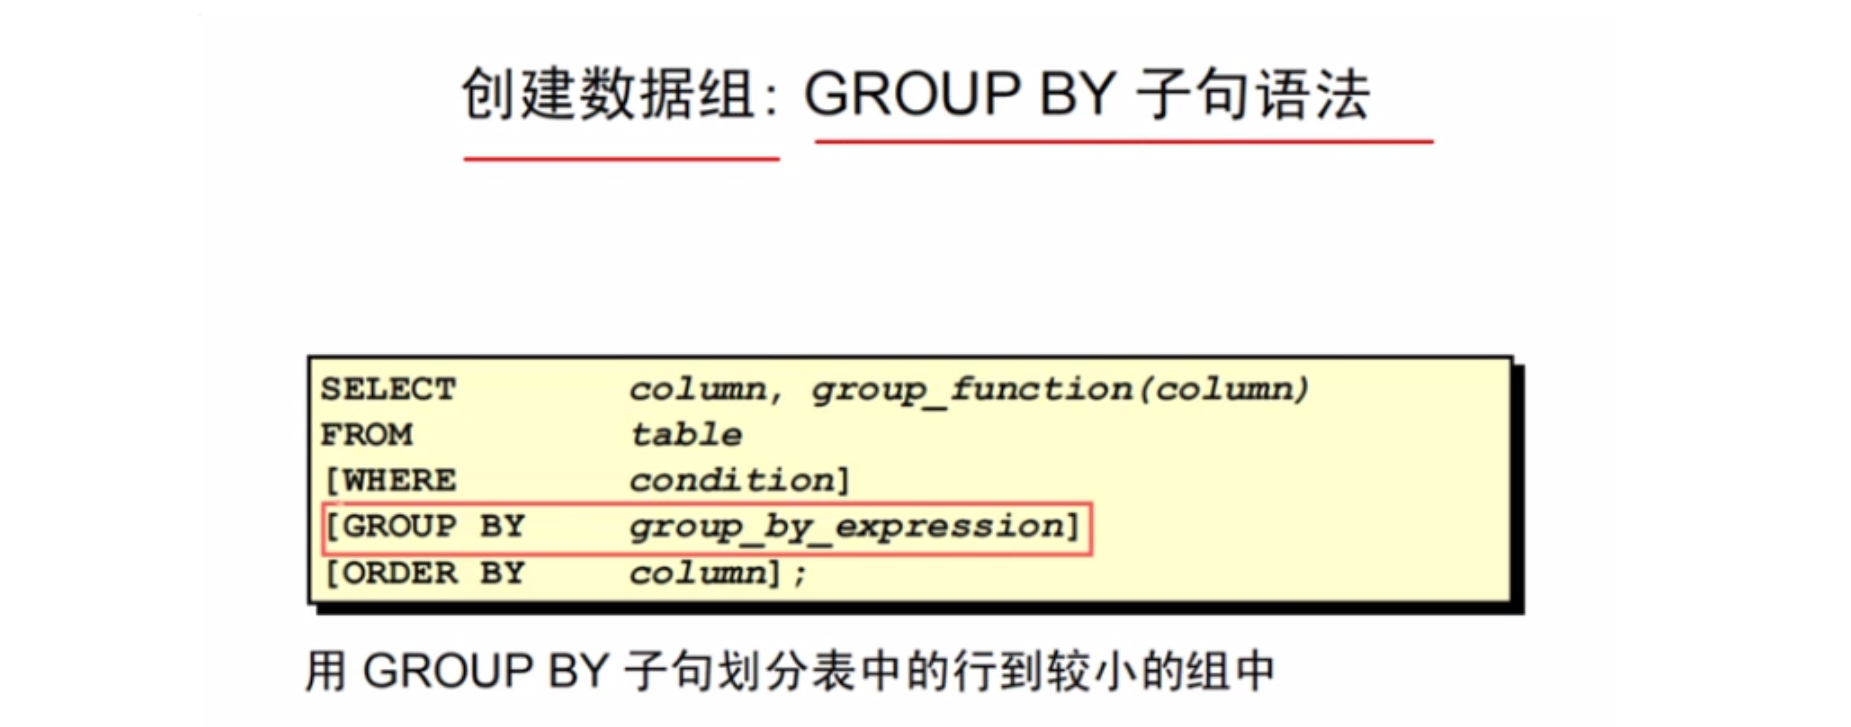 创建数据组: GROUP BY 子句语法
SELECT column, group_function(column)
FROM table
[WHERE condition]
[GROUP BY group_by_expression]
[ORDER BY column];
用 GROUP BY 子句划分表中的行到较小的组中